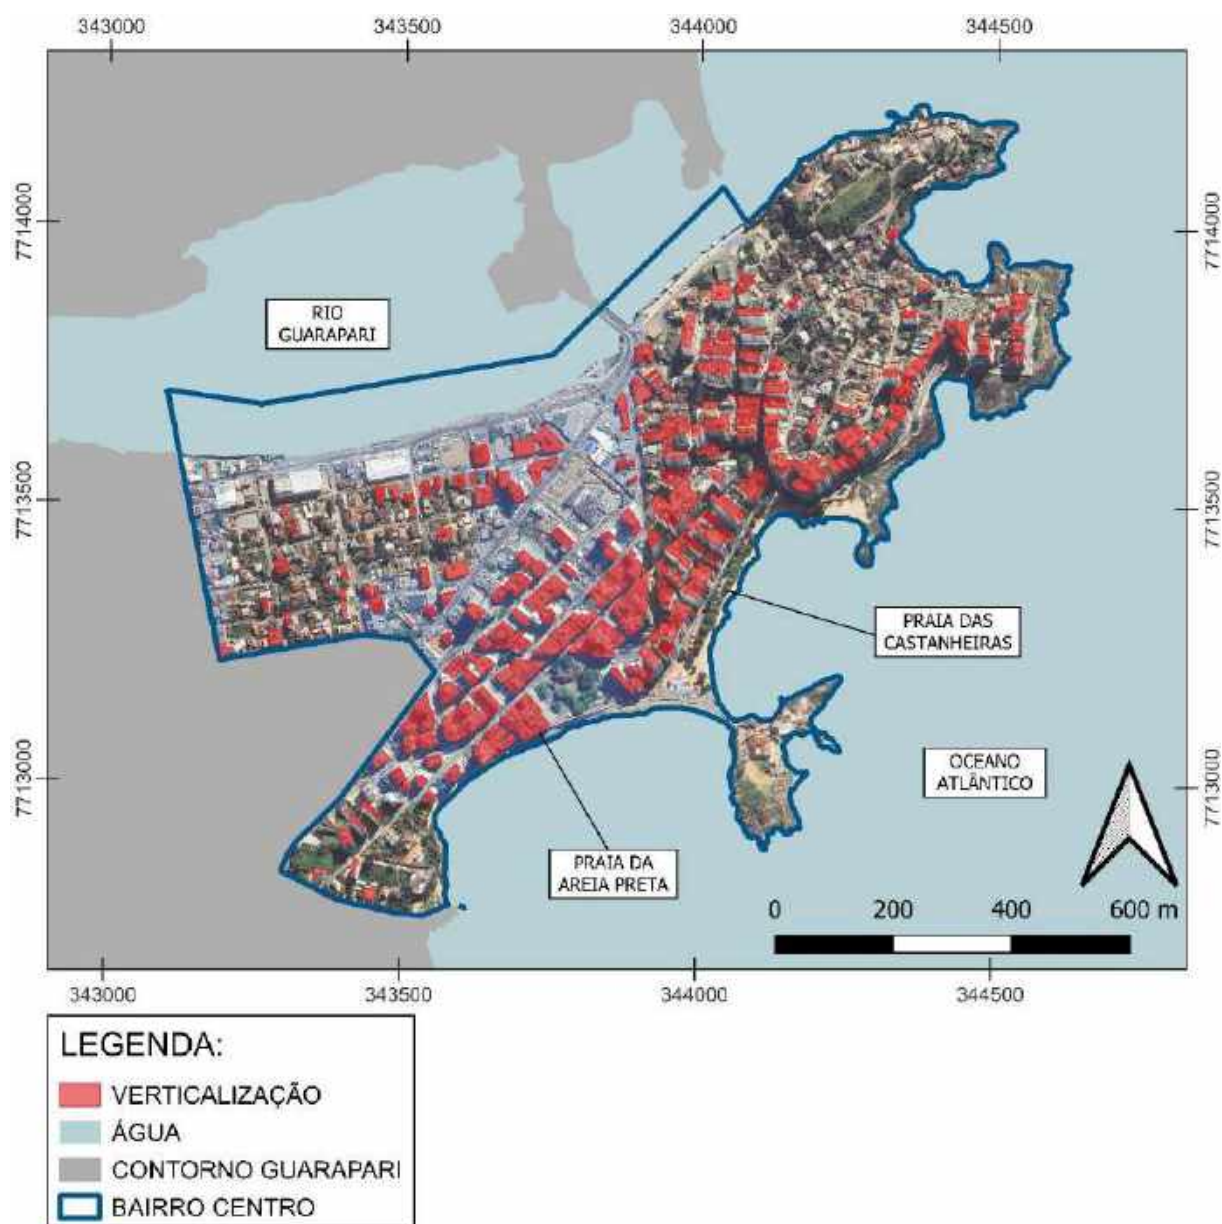 343000
343500
344000
344500
7714000
7714000
RIO
GUARAPARI
7713500
7713500
PRAIA DAS
CASTANHEIRAS
7713000
OCEANO
ATLÂNTICO
7713000
PRAIA DA
AREIA PRETA
0
200
400
600 m
343000
343500
344000
344500
LEGENDA:
VERTICALIZAÇÃO
ÁGUA
CONTORNO GUARAPARI
BAIRRO CENTRO